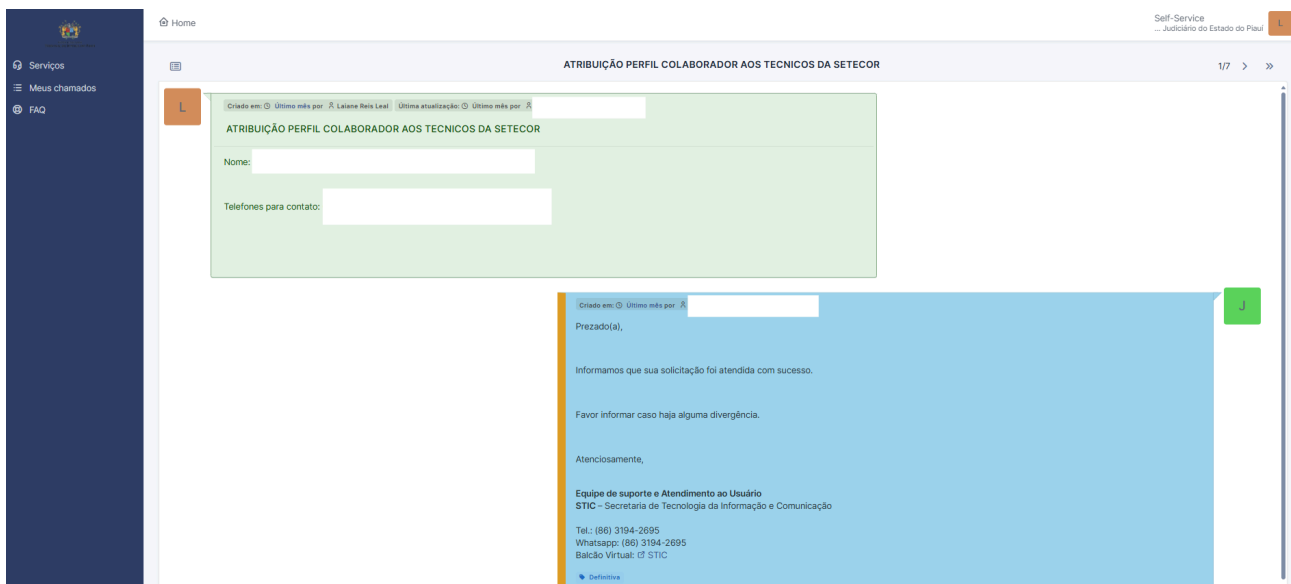 Home
Self-Service
... Judiciário do Estado do Piauí
L
Serviços
Meus chamados
FAQ
ATRIBUIÇÃO PERFIL COLABORADOR AOS TECNICOS DA SETECOR
1/7
L
Criado em: Último mês por Laiane Reis Leal Última atualização: Último mês por
ATRIBUIÇÃO PERFIL COLABORADOR AOS TECNICOS DA SETECOR
Nome:
Telefones para contato:
Criado em: Último mês por
J
Prezado(a),
Informamos que sua solicitação foi atendida com sucesso.
Favor informar caso haja alguma divergência.
Atenciosamente,
Equipe de suporte e Atendimento ao Usuário
STIC – Secretaria de Tecnologia da Informação e Comunicação
Tel.: (86) 3194-2695
Whatsapp: (86) 3194-2695
Balcão Virtual: STIC
Definitiva